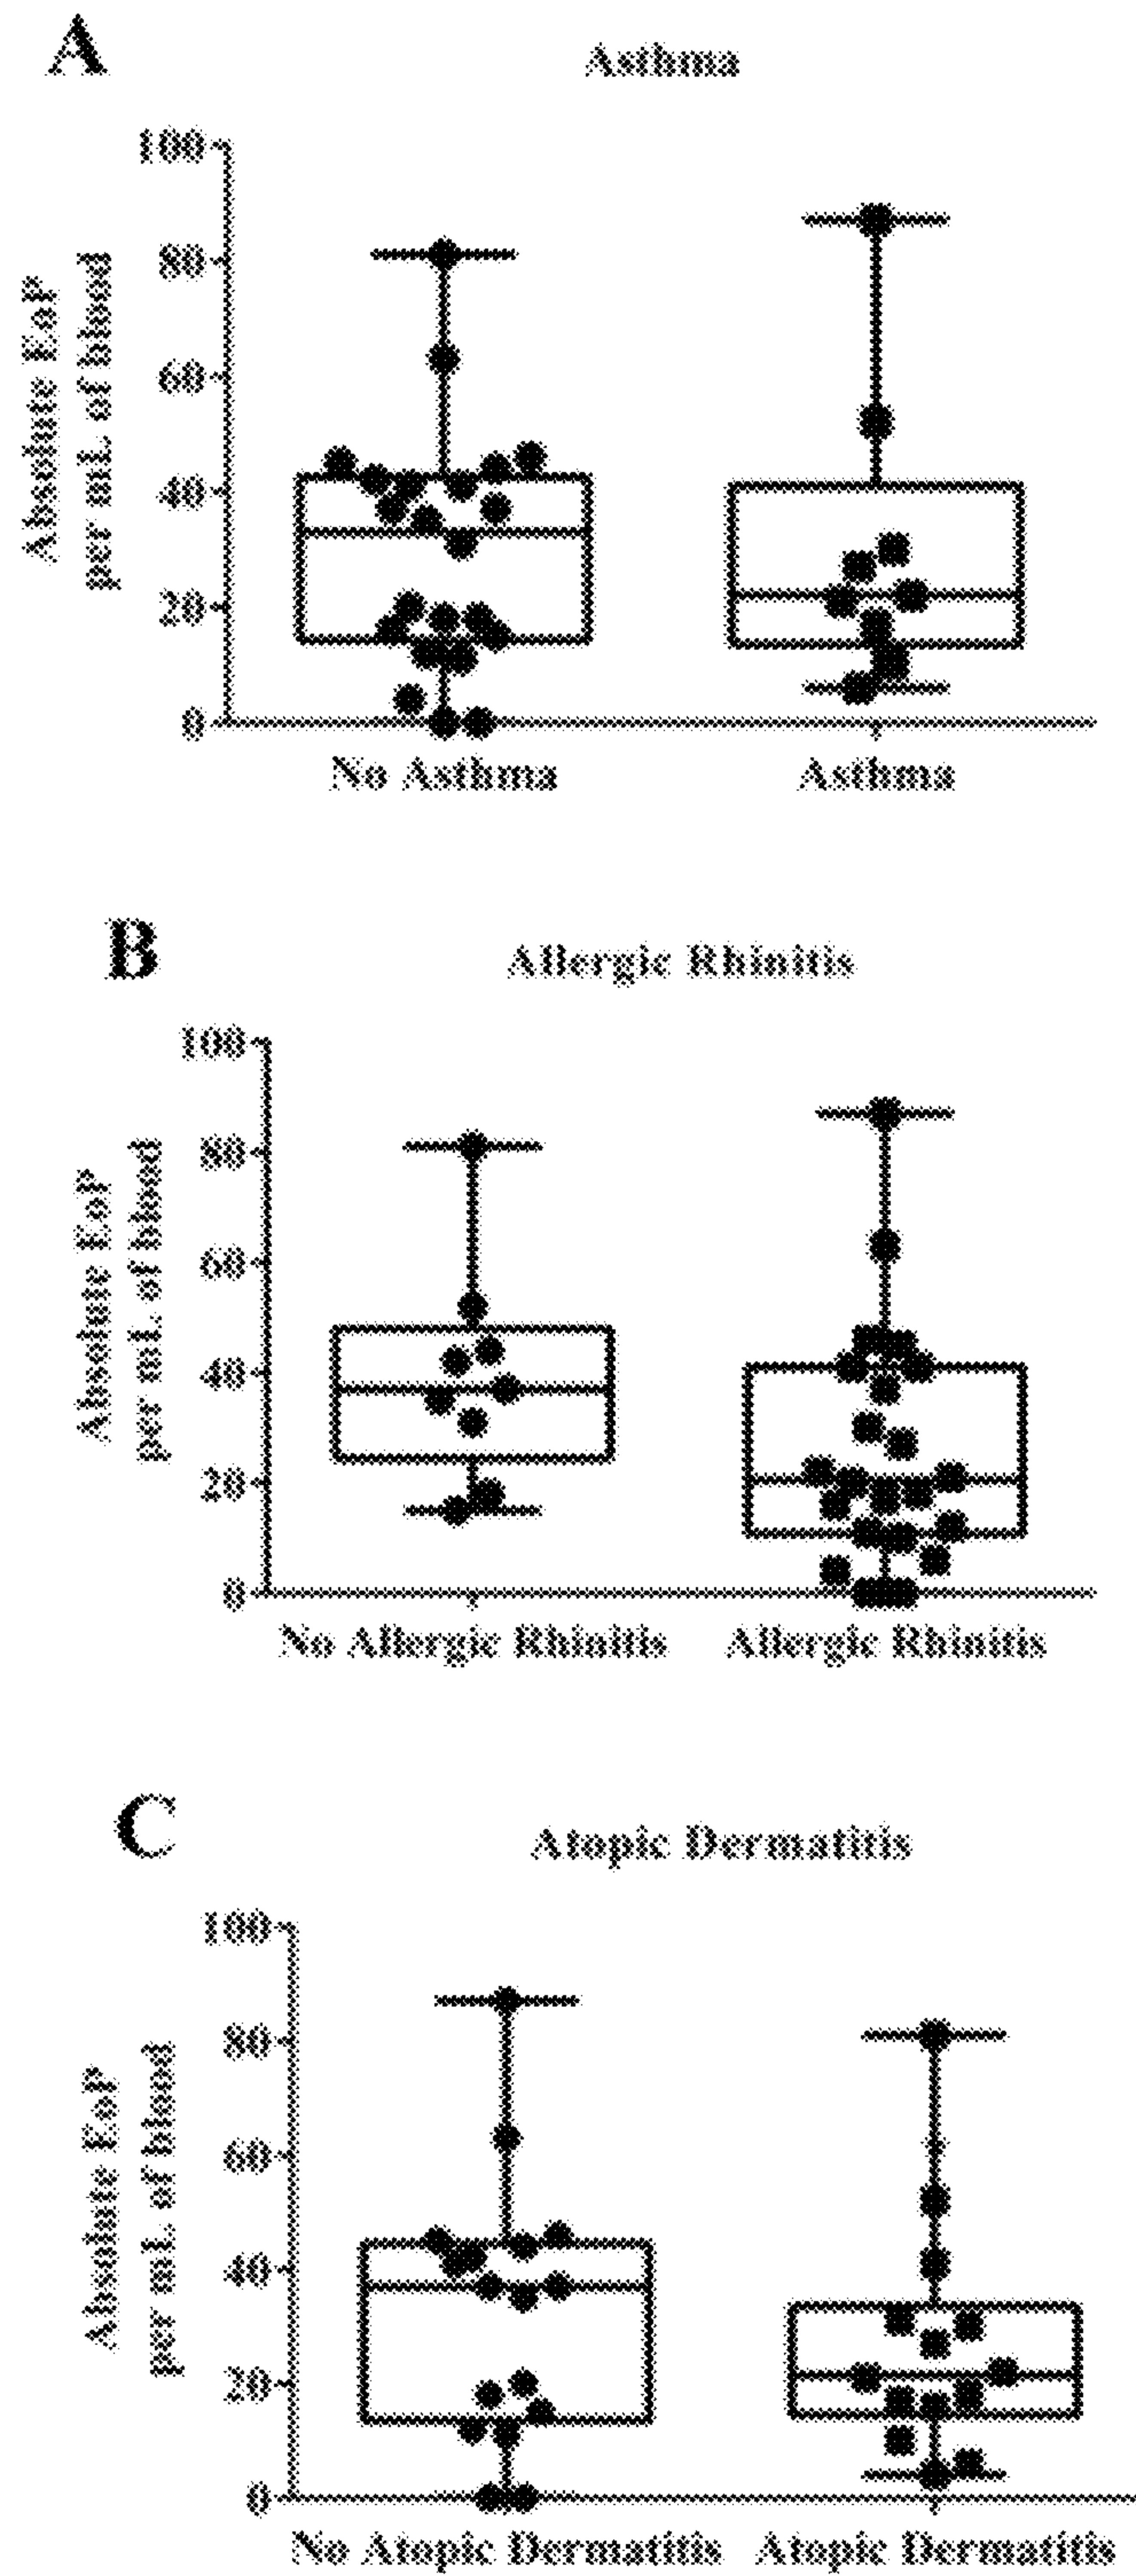 A
Asthma
Absolute EoP
per mL of blood
100
80
60
40
20
0
No Asthma
Asthma
B
Allergic Rhinitis
Absolute EoP
per mL of blood
100
80
60
40
20
0
No Allergic Rhinitis
Allergic Rhinitis
C
Atopic Dermatitis
Absolute EoP
per mL of blood
100
80
60
40
20
0
No Atopic Dermatitis
Atopic Dermatitis